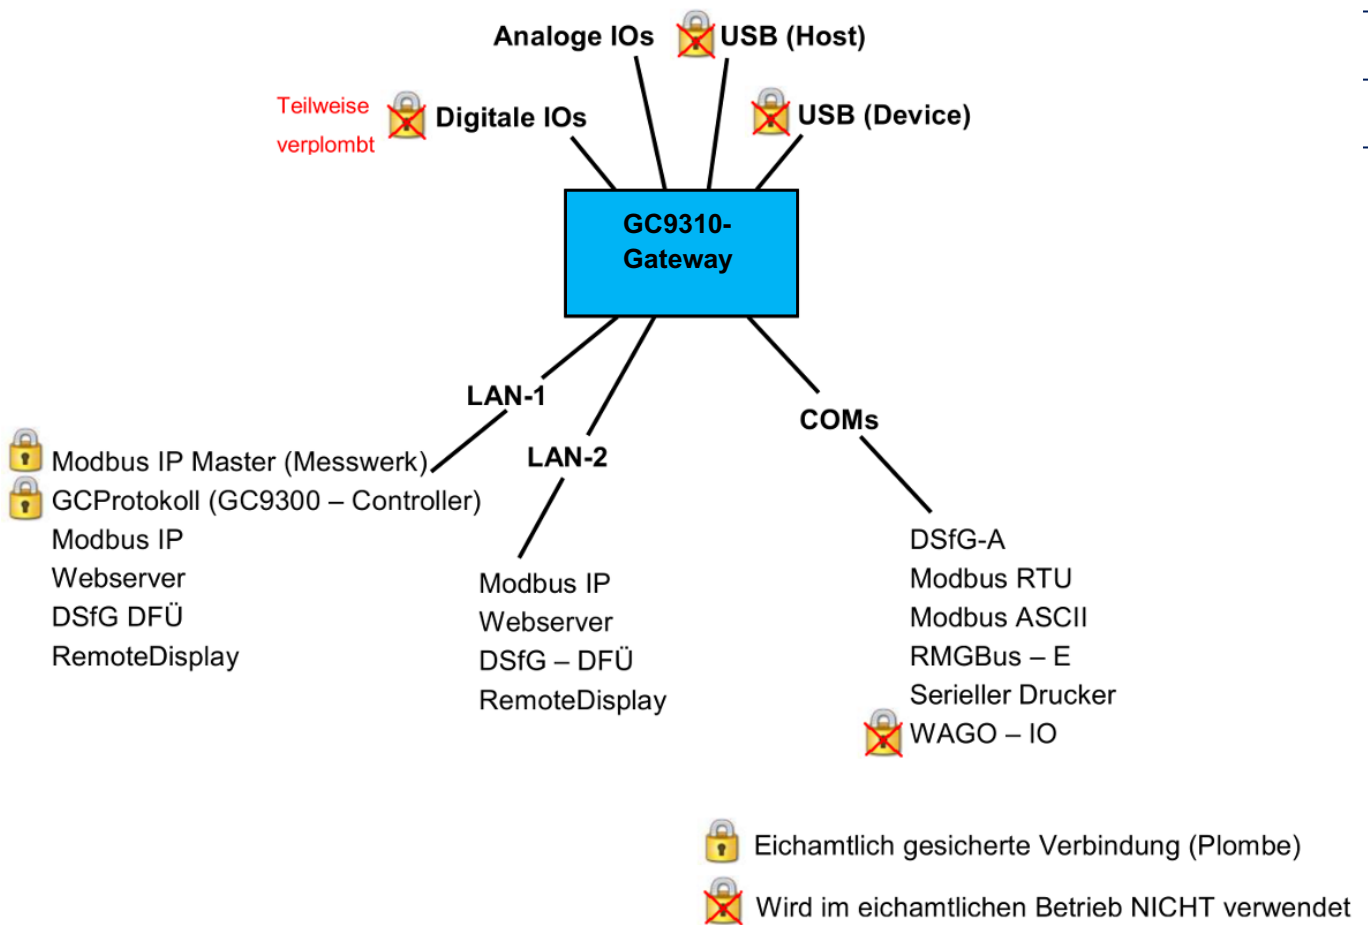 Analoge IOs
USB (Host)
Teilweise
verplombt
Digitale IOs
USB (Device)
GC9310-
Gateway
LAN-1
LAN-2
COMs
Modbus IP Master (Messwerk)
GCProtokoll (GC9300 – Controller)
Modbus IP
Webserver
DSfG DFÜ
RemoteDisplay
Modbus IP
Webserver
DSfG – DFÜ
RemoteDisplay
DSfG-A
Modbus RTU
Modbus ASCII
RMGBus – E
Serieller Drucker
WAGO – IO
Eichamtlich gesicherte Verbindung (Plombe)
Wird im eichamtlichen Betrieb NICHT verwendet